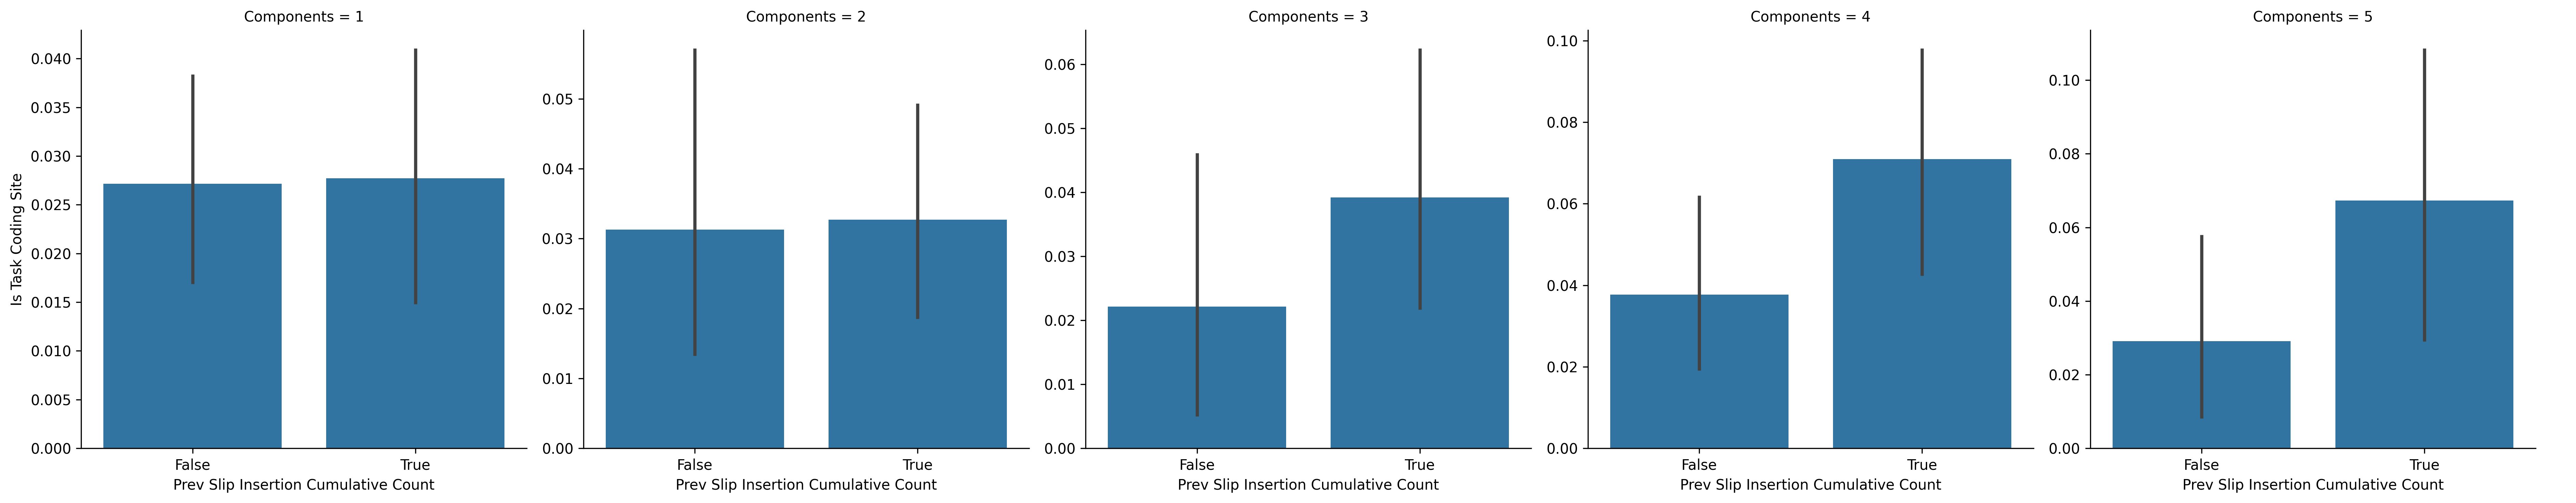 Components = 1
Is Task Coding Site
0.040
0.035
0.030
0.025
0.020
0.015
0.010
0.005
0.000
False True
Prev Slip Insertion Cumulative Count
Components = 2
0.05
0.04
0.03
0.02
0.01
0.00
False True
Prev Slip Insertion Cumulative Count
Components = 3
0.06
0.05
0.04
0.03
0.02
0.01
0.00
False True
Prev Slip Insertion Cumulative Count
Components = 4
0.10
0.08
0.06
0.04
0.02
0.00
False True
Prev Slip Insertion Cumulative Count
Components = 5
0.10
0.08
0.06
0.04
0.02
0.00
False True
Prev Slip Insertion Cumulative Count